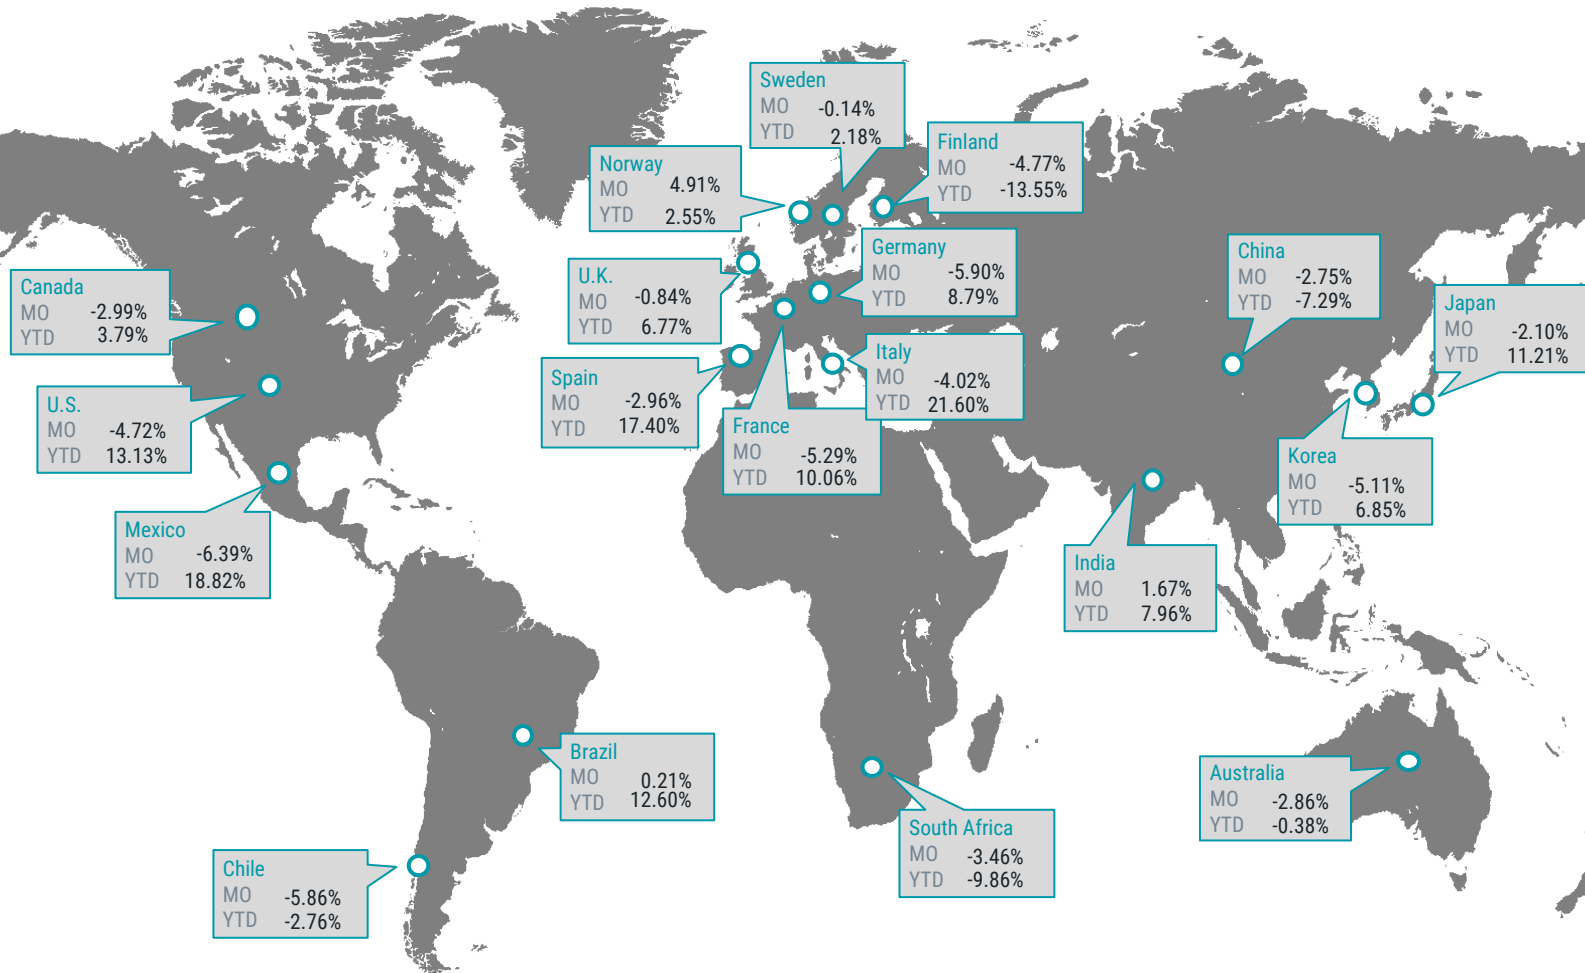 Sweden
MO -0.14%
YTD 2.18%
Finland
MO -4.77%
YTD -13.55%
Norway
MO 4.91%
YTD 2.55%
Germany
MO -5.90%
YTD 8.79%
China
MO -2.75%
YTD -7.29%
U.K.
MO -0.84%
YTD 6.77%
Canada
MO -2.99%
YTD 3.79%
Japan
MO -2.10%
YTD 11.21%
Italy
MO -4.02%
YTD 21.60%
Spain
MO -2.96%
YTD 17.40%
U.S.
MO -4.72%
YTD 13.13%
France
MO -5.29%
YTD 10.06%
Korea
MO -5.11%
YTD 6.85%
Mexico
MO -6.39%
YTD 18.82%
India
MO 1.67%
YTD 7.96%
Brazil
MO 0.21%
YTD 12.60%
Australia
MO -2.86%
YTD -0.38%
South Africa
MO -3.46%
YTD -9.86%
Chile
MO -5.86%
YTD -2.76%